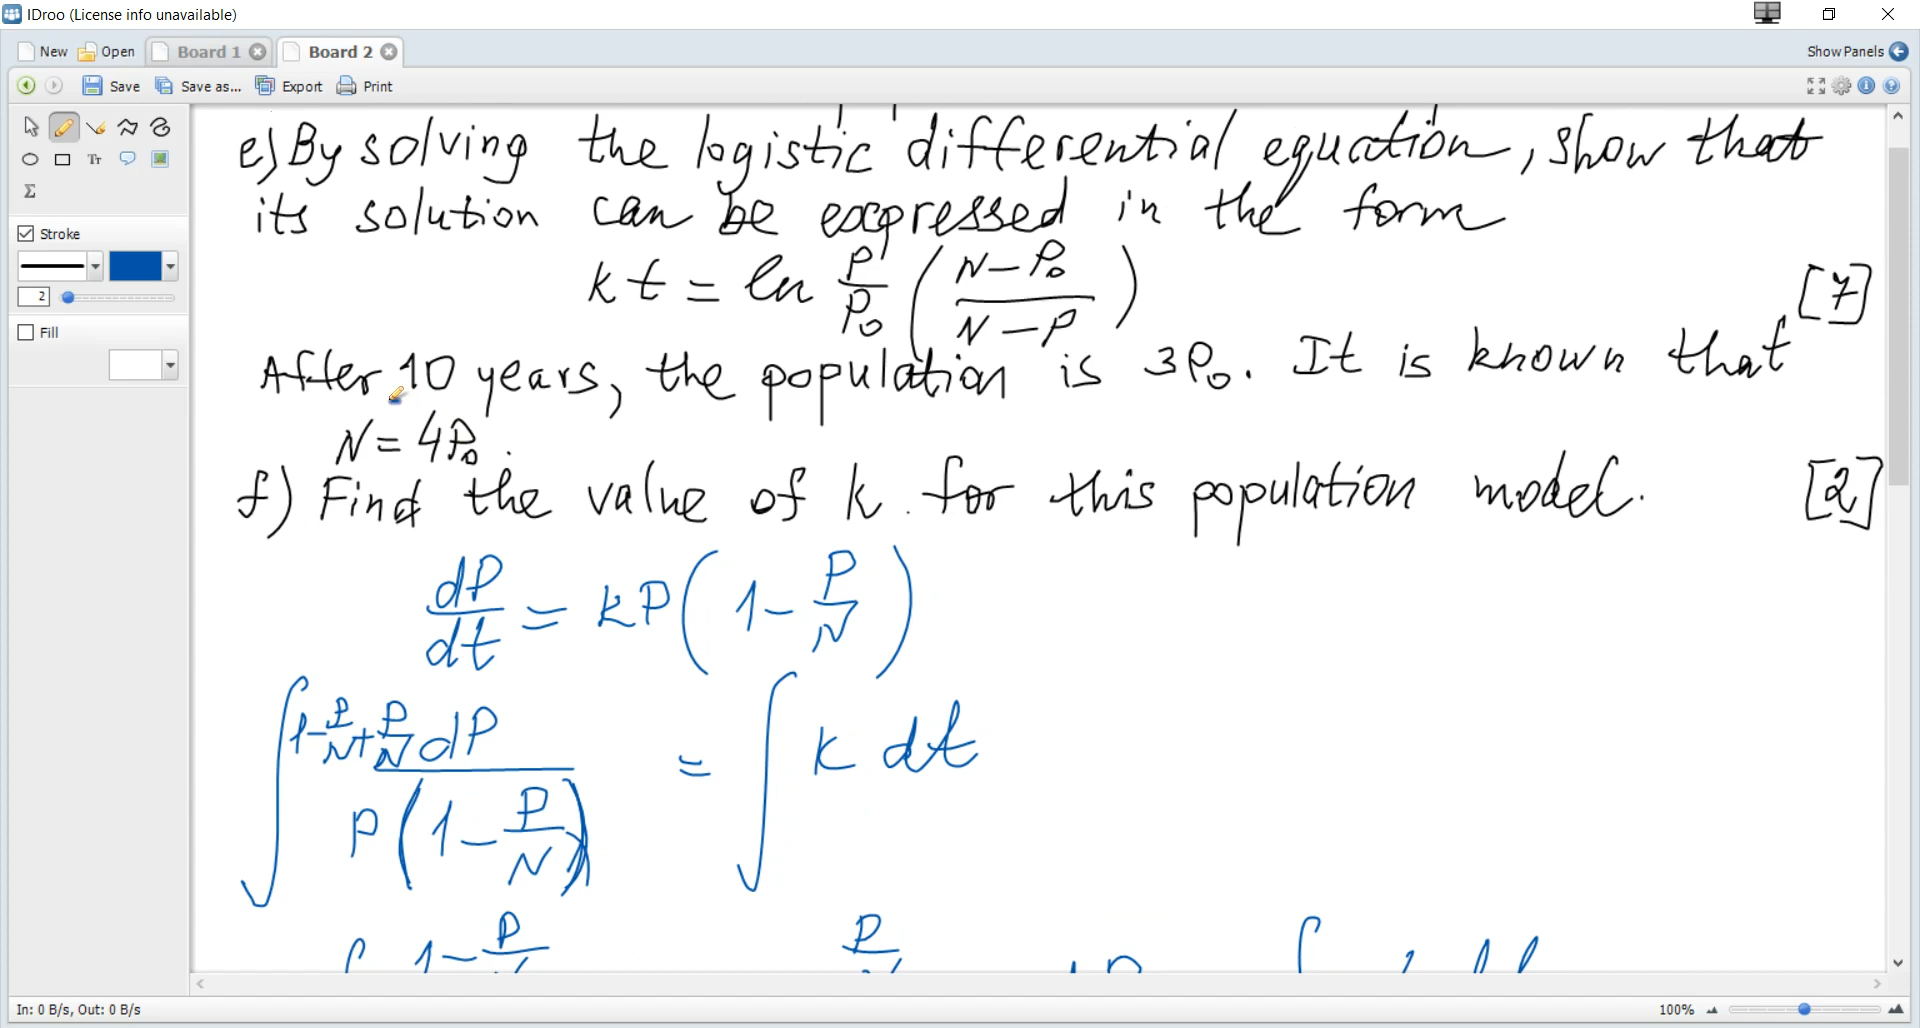 IDroo (License info unavailable)
New Open Board 1 Board 2 Show Panels
Save Save as... Export Print
Tr
Σ
Stroke
2
Fill
e) By solving the logistic differential equation, show that
its solution can be expressed in the form
kt = ln P/P₀ ( (N-P₀)/(N-P) ) [7]
After 10 years, the population is 3P₀. It is known that
N = 4P₀.
f) Find the value of k for this population model. [2]
dP/dt = kP(1 - P/N)
∫ (1 - P/N + P/N dP)/(P(1 - P/N)) = ∫ k dt
∫ 1 - P/N P/N ∫
In: 0 B/s, Out: 0 B/s 100%